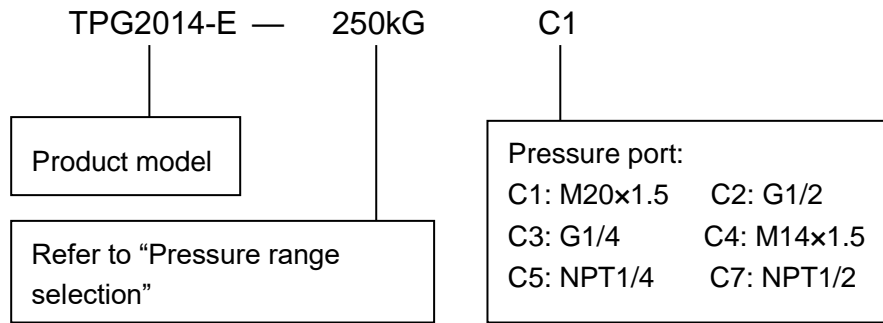 TPG2014-E — 250kG C1
Product model
Refer to “Pressure range
selection”
Pressure port:
C1: M20×1.5 C2: G1/2
C3: G1/4 C4: M14×1.5
C5: NPT1/4 C7: NPT1/2